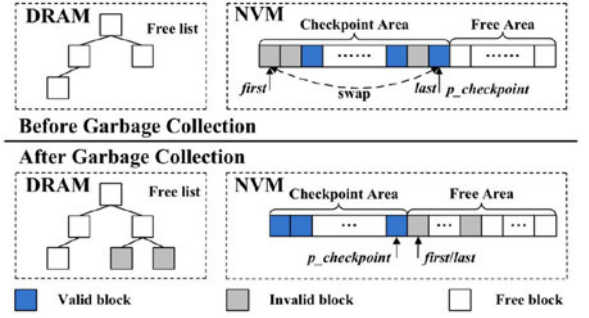 DRAM Free list
NVM Checkpoint Area Free Area
...... ......
first swap last p_checkpoint
Before Garbage Collection
After Garbage Collection
DRAM Free list
NVM Checkpoint Area Free Area
... ... ...
p_checkpoint first/last
Valid block Invalid block Free block